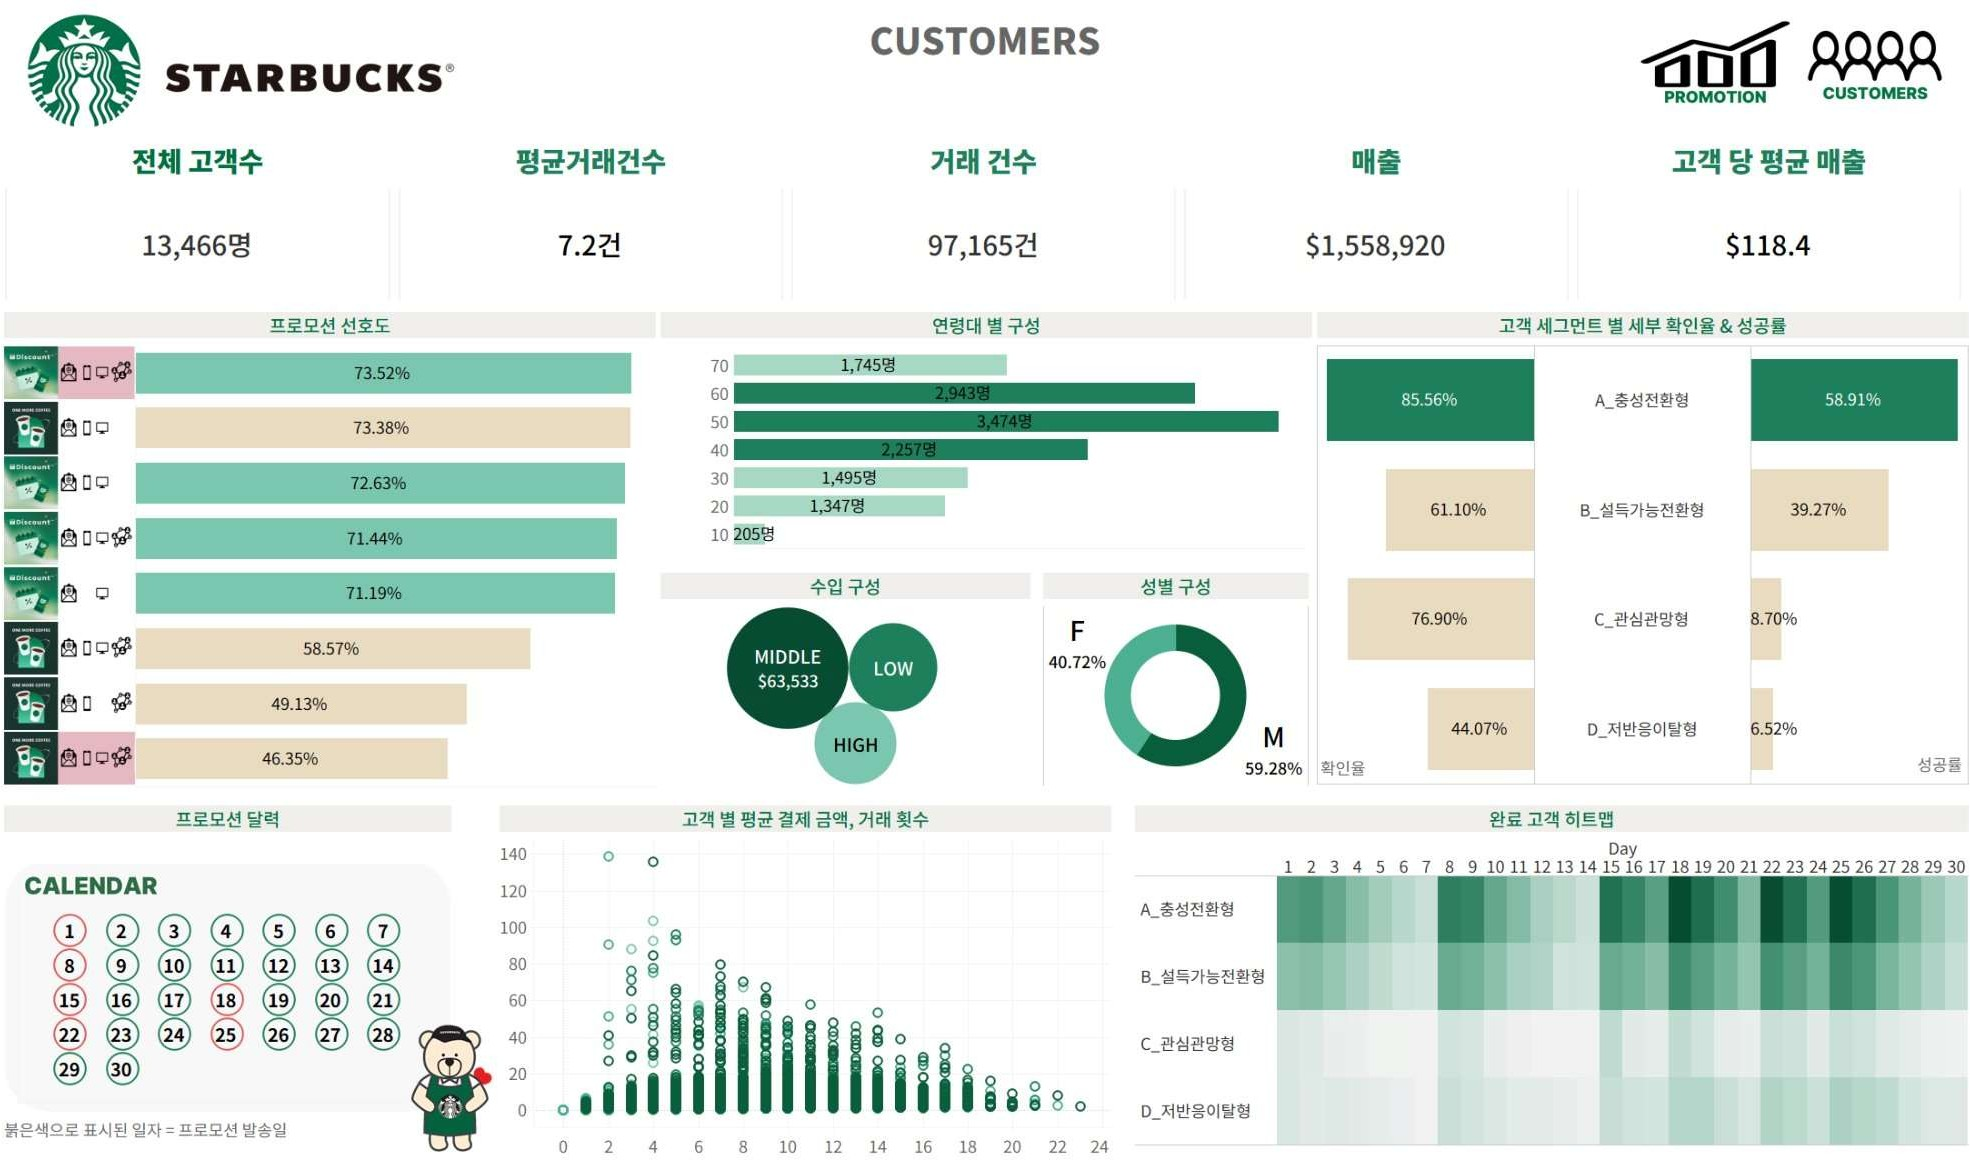 STARBUCKS®
CUSTOMERS
PROMOTION
CUSTOMERS
전체 고객수
평균거래건수
거래 건수
매출
고객 당 평균 매출
13,466명
7.2건
97,165건
$1,558,920
$118.4
프로모션 선호도
Discount
73.52%
ONE MORE COFFEE
73.38%
Discount
72.63%
Discount
71.44%
Discount
71.19%
ONE MORE COFFEE
58.57%
ONE MORE COFFEE
49.13%
ONE MORE COFFEE
46.35%
연령대 별 구성
70 1,745명
60 2,943명
50 3,474명
40 2,257명
30 1,495명
20 1,347명
10 205명
수입 구성
MIDDLE
$63,533
LOW
HIGH
성별 구성
F
40.72%
M
59.28%
고객 세그먼트 별 세부 확인율 & 성공률
85.56% A_충성전환형 58.91%
61.10% B_설득가능전환형 39.27%
76.90% C_관심관망형 8.70%
44.07% D_저반응이탈형 6.52%
확인율
성공률
프로모션 달력
CALENDAR
1 2 3 4 5 6 7
8 9 10 11 12 13 14
15 16 17 18 19 20 21
22 23 24 25 26 27 28
29 30
붉은색으로 표시된 일자 = 프로모션 발송일
고객 별 평균 결제 금액, 거래 횟수
140
120
100
80
60
40
20
0
0 2 4 6 8 10 12 14 16 18 20 22 24
완료 고객 히트맵
Day
1 2 3 4 5 6 7 8 9 10 11 12 13 14 15 16 17 18 19 20 21 22 23 24 25 26 27 28 29 30
A_충성전환형
B_설득가능전환형
C_관심관망형
D_저반응이탈형